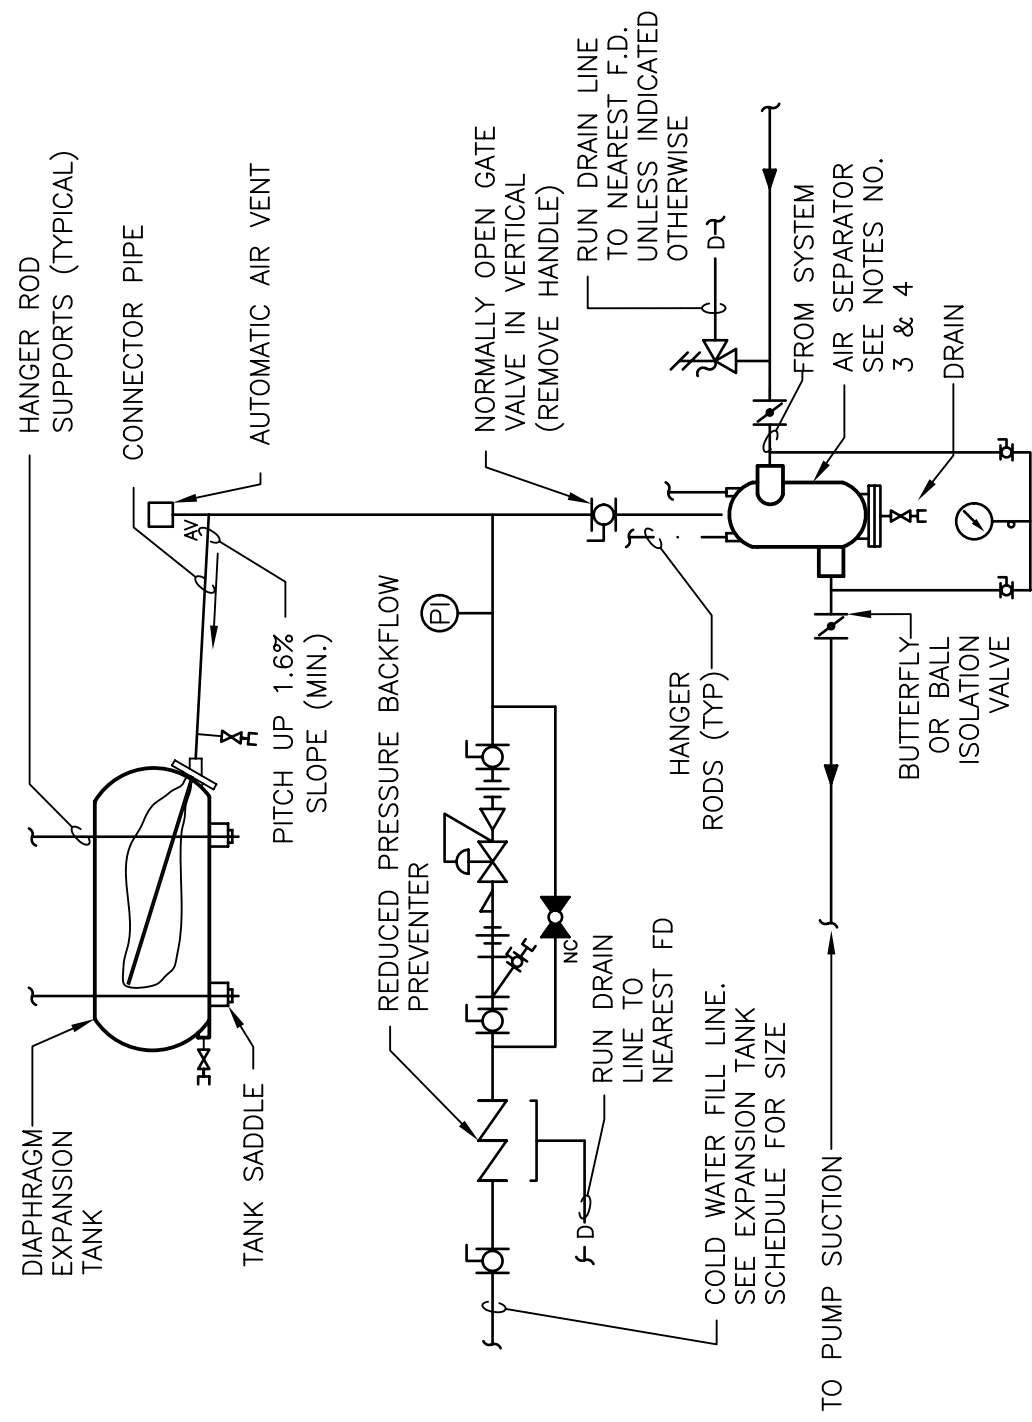 DIAPHRAGM
EXPANSION
TANK
HANGER ROD
SUPPORTS (TYPICAL)
CONNECTOR PIPE
AUTOMATIC AIR VENT
AV
TANK SADDLE
PITCH UP 1.6%
SLOPE (MIN.)
REDUCED PRESSURE BACKFLOW
PREVENTER
PI
NORMALLY OPEN GATE
VALVE IN VERTICAL
(REMOVE HANDLE)
RUN DRAIN LINE
TO NEAREST F.D.
UNLESS INDICATED
OTHERWISE
D
NC
D
RUN DRAIN
LINE TO
NEAREST FD
HANGER
RODS (TYP)
COLD WATER FILL LINE.
SEE EXPANSION TANK
SCHEDULE FOR SIZE
FROM SYSTEM
AIR SEPARATOR
SEE NOTES NO.
3 & 4
DRAIN
TO PUMP SUCTION
BUTTERFLY
OR BALL
ISOLATION
VALVE